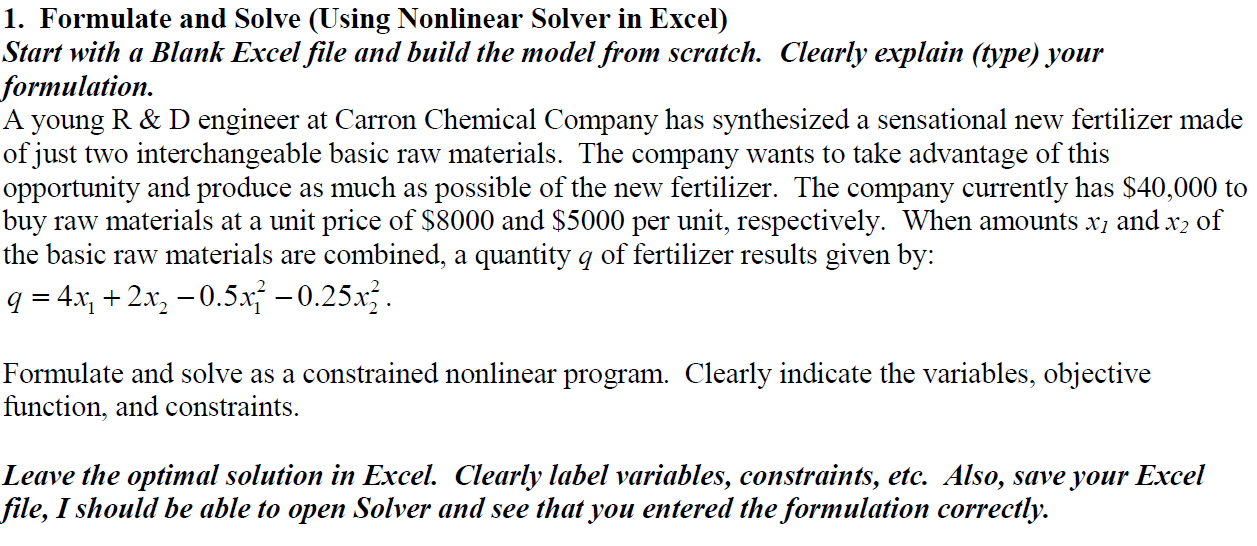 1. Formulate and Solve (Using Nonlinear Solver in Excel)
Start with a Blank Excel file and build the model from scratch. Clearly explain (type) your
formulation.
A young R & D engineer at Carron Chemical Company has synthesized a sensational new fertilizer made
of just two interchangeable basic raw materials. The company wants to take advantage of this
opportunity and produce as much as possible of the new fertilizer. The company currently has $40,000 to
buy raw materials at a unit price of $8000 and $5000 per unit, respectively. When amounts x₁ and x₂ of
the basic raw materials are combined, a quantity q of fertilizer results given by:
q = 4x₁ + 2x₂ − 0.5x₁² − 0.25x₂².
Formulate and solve as a constrained nonlinear program. Clearly indicate the variables, objective
function, and constraints.
Leave the optimal solution in Excel. Clearly label variables, constraints, etc. Also, save your Excel
file, I should be able to open Solver and see that you entered the formulation correctly.